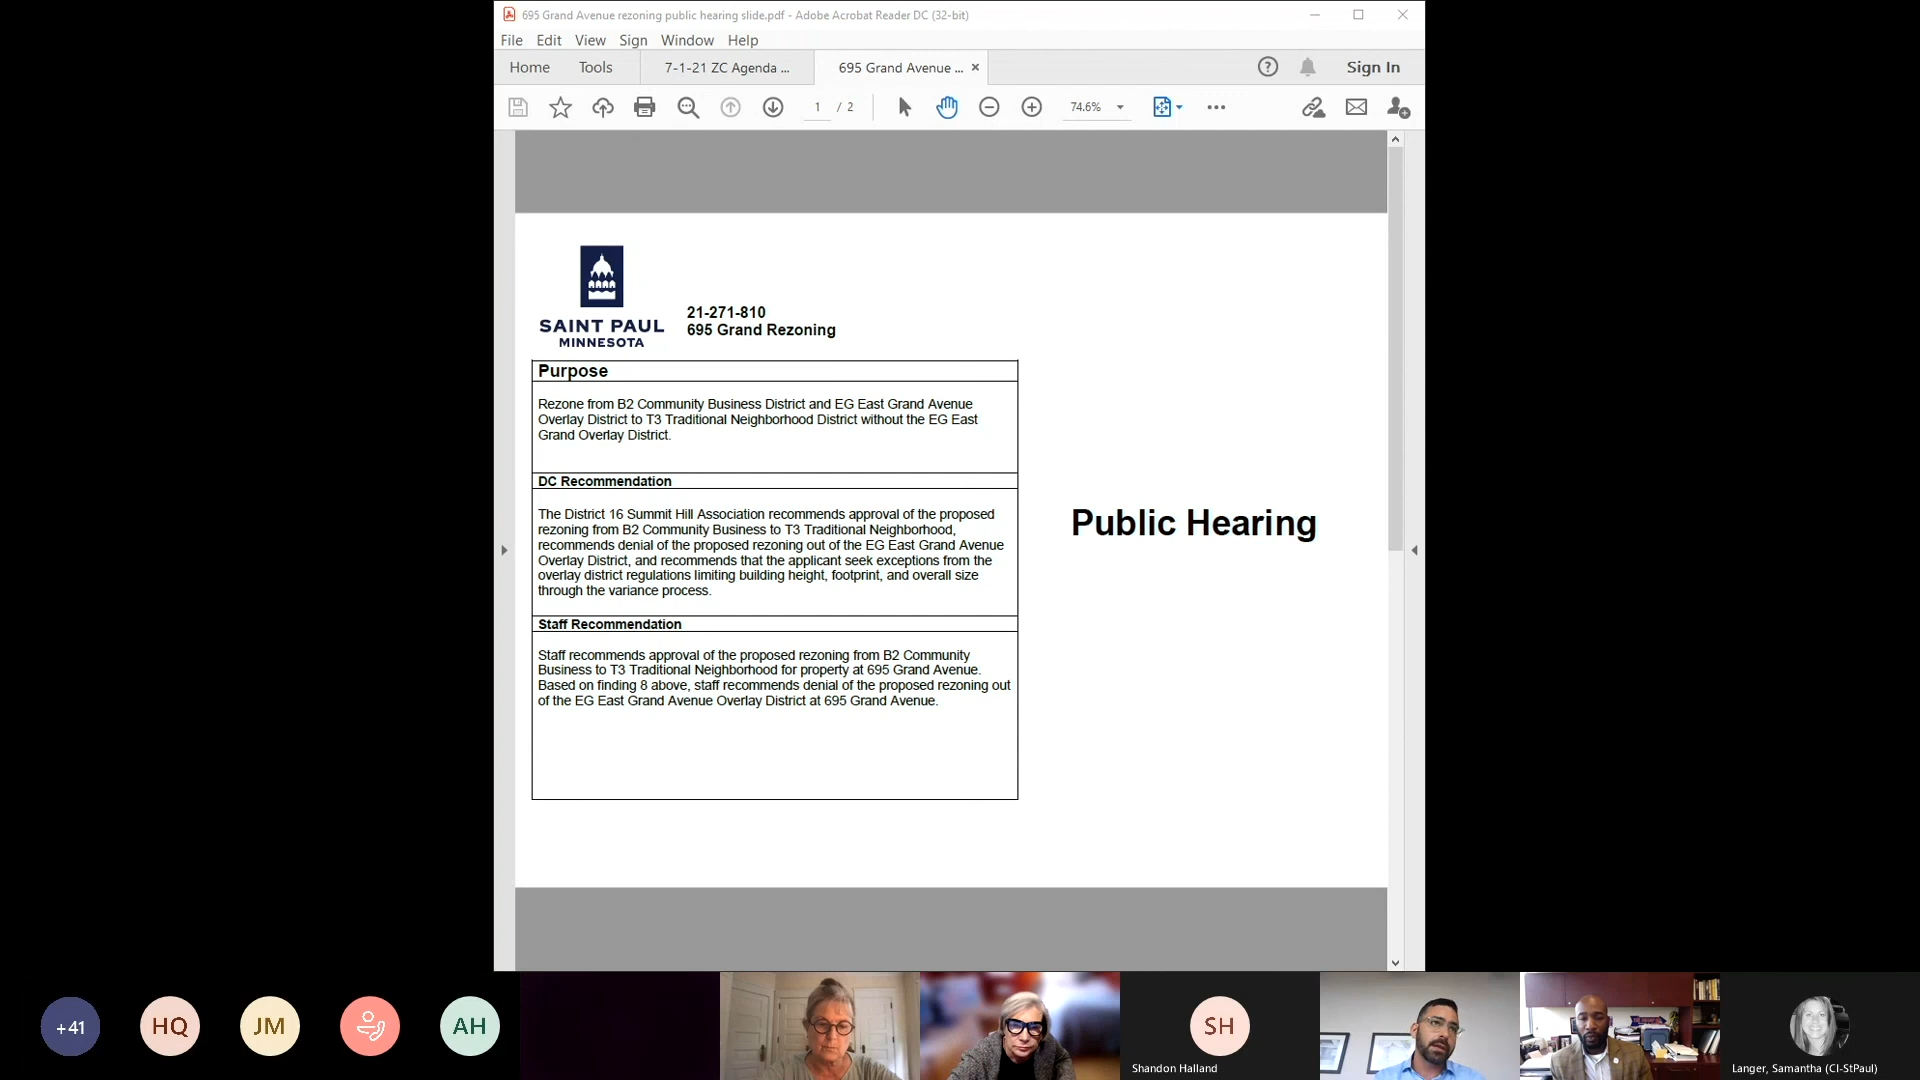 695 Grand Avenue rezoning public hearing slide.pdf - Adobe Acrobat Reader DC (32-bit)
File Edit View Sign Window Help
Home Tools 7-1-21 ZC Agenda ... 695 Grand Avenue ... × Sign In
1 / 2 74.6%
SAINT PAUL
MINNESOTA
21-271-810
695 Grand Rezoning
Purpose
Rezone from B2 Community Business District and EG East Grand Avenue
Overlay District to T3 Traditional Neighborhood District without the EG East
Grand Overlay District.
DC Recommendation
The District 16 Summit Hill Association recommends approval of the proposed
rezoning from B2 Community Business to T3 Traditional Neighborhood,
recommends denial of the proposed rezoning out of the EG East Grand Avenue
Overlay District, and recommends that the applicant seek exceptions from the
overlay district regulations limiting building height, footprint, and overall size
through the variance process.
Staff Recommendation
Staff recommends approval of the proposed rezoning from B2 Community
Business to T3 Traditional Neighborhood for property at 695 Grand Avenue.
Based on finding 8 above, staff recommends denial of the proposed rezoning out
of the EG East Grand Avenue Overlay District at 695 Grand Avenue.
Public Hearing
+41
HQ
JM
AH
SH
Shandon Halland
Langer, Samantha (CI-StPaul)